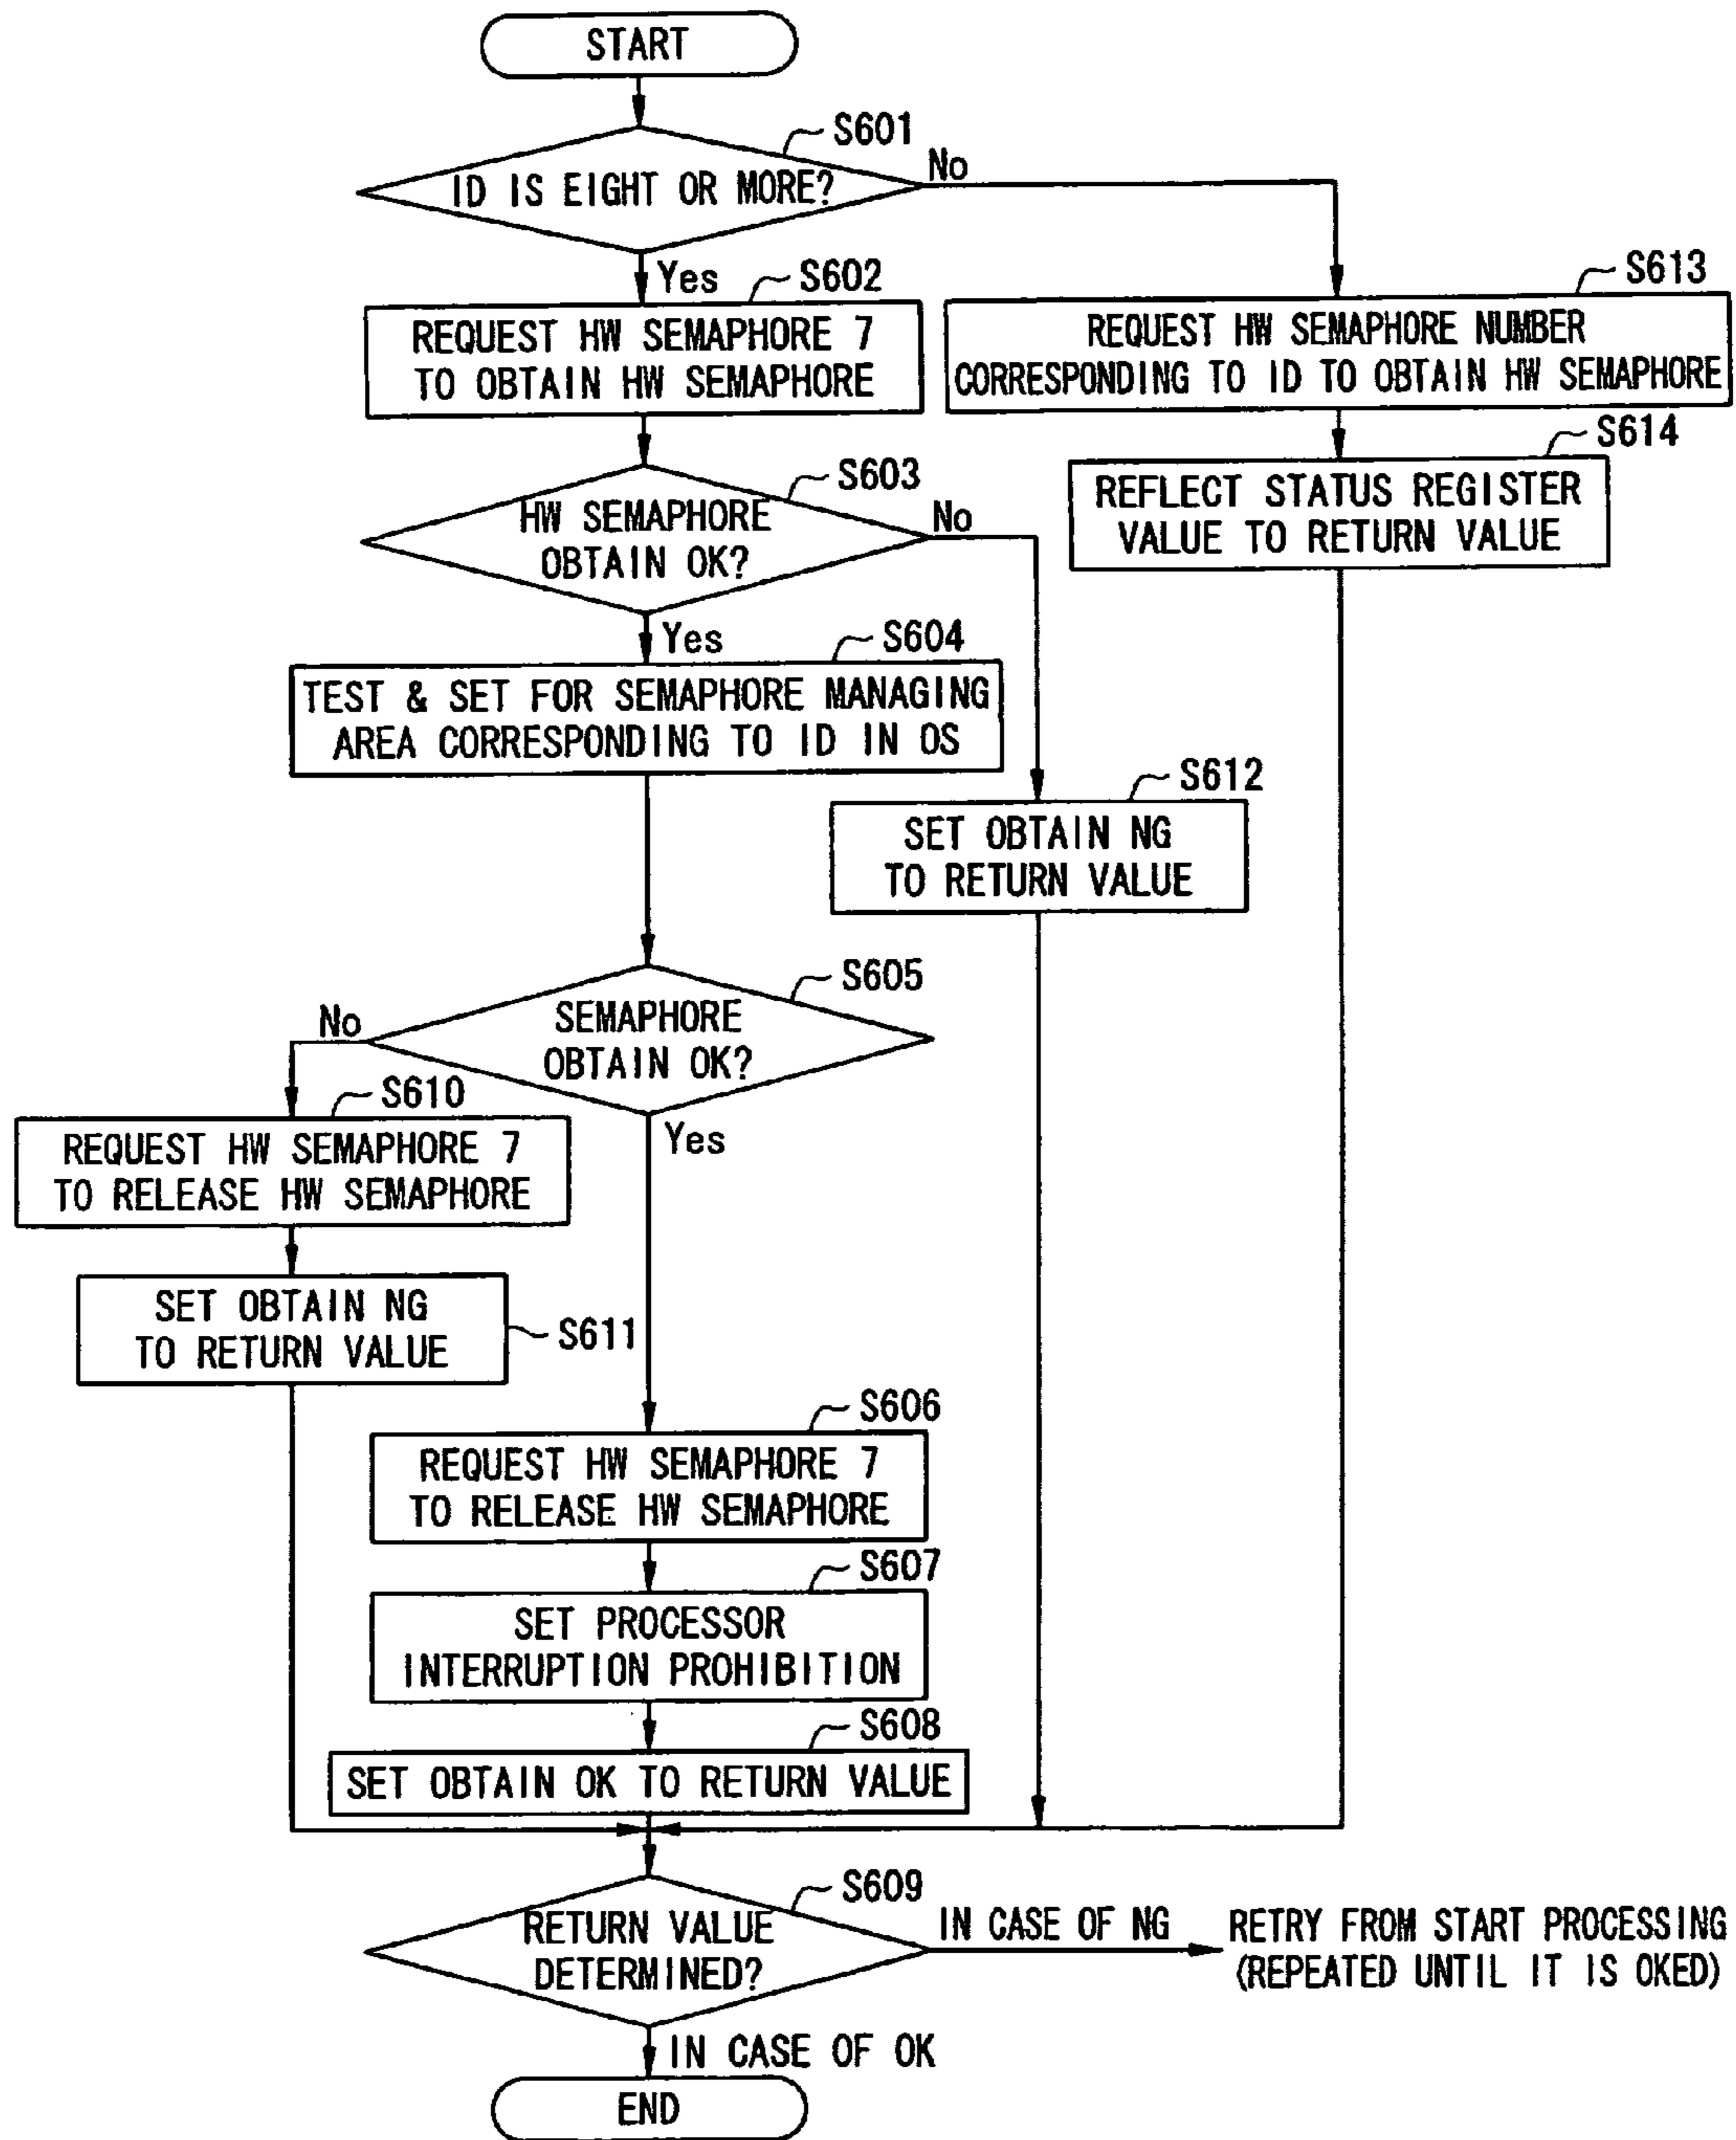 START
S601
ID IS EIGHT OR MORE?
No
Yes
S602
REQUEST HW SEMAPHORE 7
TO OBTAIN HW SEMAPHORE
S613
REQUEST HW SEMAPHORE NUMBER
CORRESPONDING TO ID TO OBTAIN HW SEMAPHORE
S614
REFLECT STATUS REGISTER
VALUE TO RETURN VALUE
S603
HW SEMAPHORE
OBTAIN OK?
No
Yes
S604
TEST & SET FOR SEMAPHORE MANAGING
AREA CORRESPONDING TO ID IN OS
S612
SET OBTAIN NG
TO RETURN VALUE
S605
SEMAPHORE
OBTAIN OK?
No
Yes
S610
REQUEST HW SEMAPHORE 7
TO RELEASE HW SEMAPHORE
SET OBTAIN NG
TO RETURN VALUE
S611
S606
REQUEST HW SEMAPHORE 7
TO RELEASE HW SEMAPHORE
S607
SET PROCESSOR
INTERRUPTION PROHIBITION
S608
SET OBTAIN OK TO RETURN VALUE
S609
RETURN VALUE
DETERMINED?
IN CASE OF NG
RETRY FROM START PROCESSING
(REPEATED UNTIL IT IS OKED)
IN CASE OF OK
END